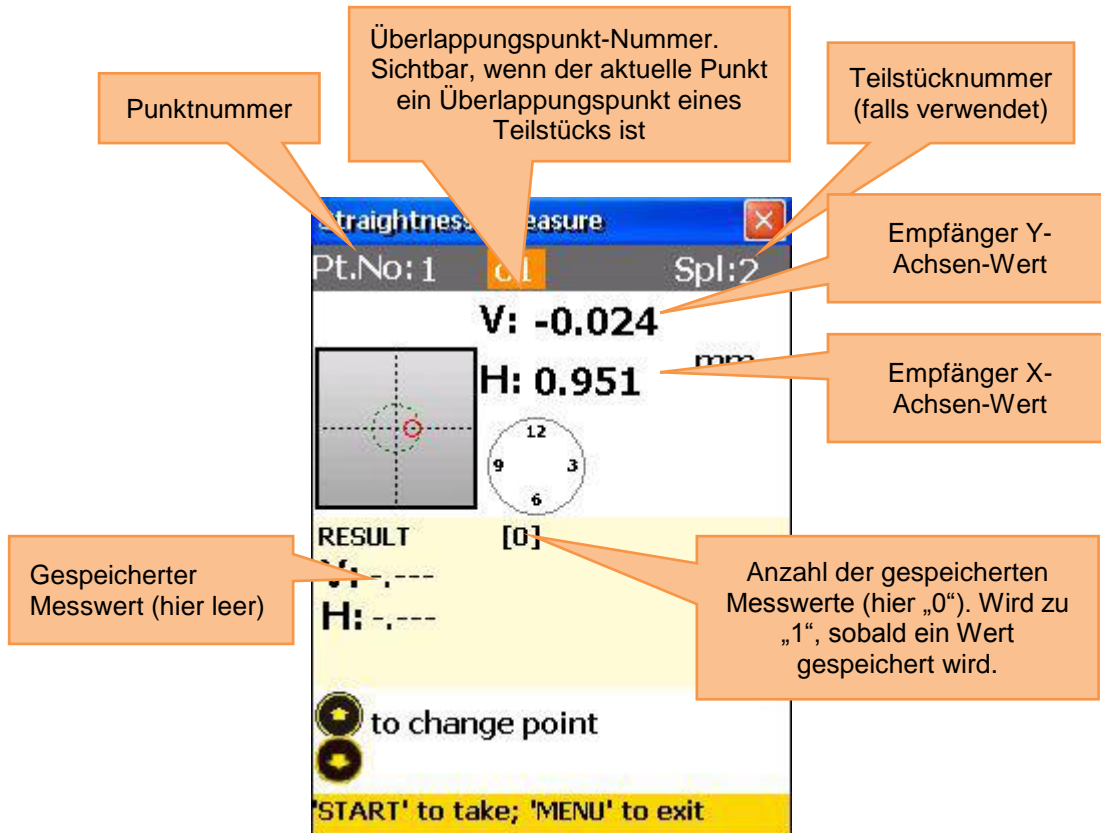 Überlappungspunkt-Nummer.
Sichtbar, wenn der aktuelle Punkt
ein Überlappungspunkt eines
Teilstücks ist
Punktnummer
Teilstücknummer
(falls verwendet)
Straightness
Pt.No: 1
Spl:2
Empfänger Y-
Achsen-Wert
V: -0.024
mm
H: 0.951
Empfänger X-
Achsen-Wert
12
9 3
6
RESULT [0]
Gespeicherter
Messwert (hier leer)
V: -.---
H: -.---
Anzahl der gespeicherten
Messwerte (hier „0“). Wird zu
„1“, sobald ein Wert
gespeichert wird.
to change point
'START' to take; 'MENU' to exit